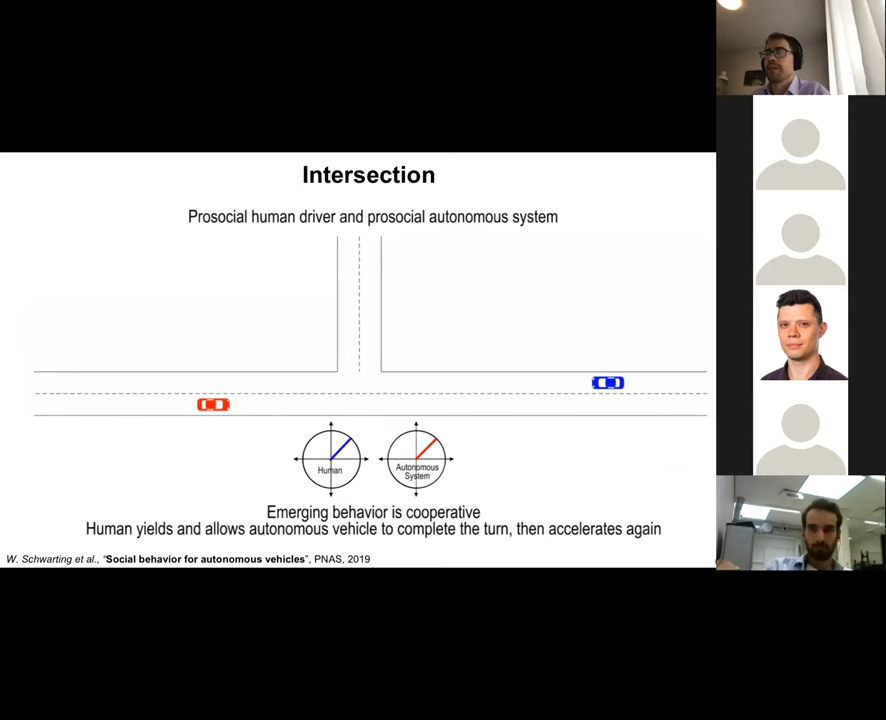 Intersection
Prosocial human driver and prosocial autonomous system
Human
Autonomous
System
Emerging behavior is cooperative
Human yields and allows autonomous vehicle to complete the turn, then accelerates again
W. Schwarting et al., “Social behavior for autonomous vehicles”, PNAS, 2019